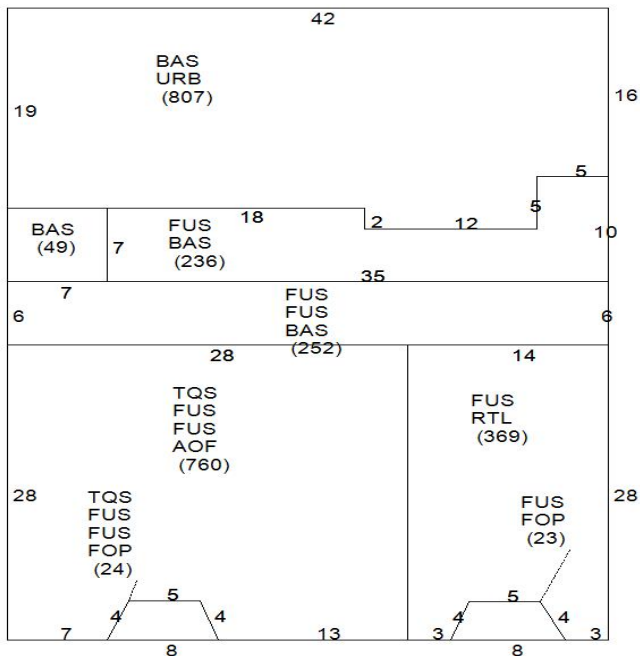 42
BAS
URB
(807)
19
16
5
5
18
2
12
BAS
(49)
7
FUS
BAS
(236)
10
7
35
6
FUS
FUS
BAS
(252)
6
28
14
TQS
FUS
FUS
AOF
(760)
FUS
RTL
(369)
28
28
TQS
FUS
FUS
FOP
(24)
FUS
FOP
(23)
5
4
4
5
4
4
7
8
13
3
8
3